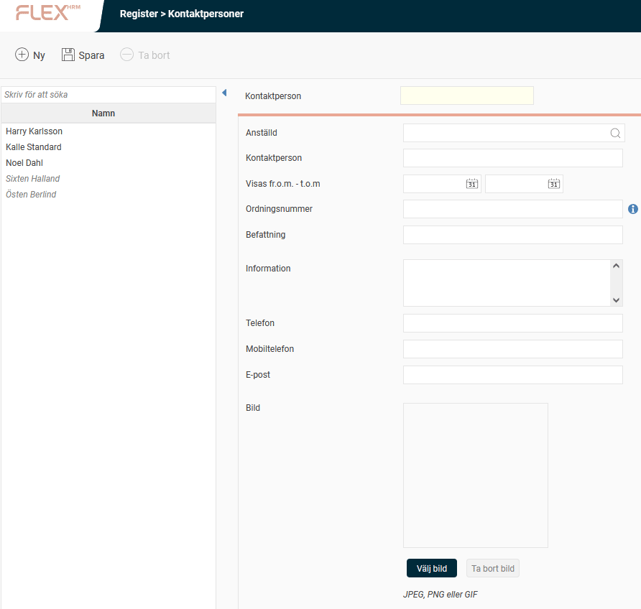 FLEX HRM
Register > Kontaktpersoner
Ny Spara Ta bort
Skriv för att söka
Namn
Harry Karlsson
Kalle Standard
Noel Dahl
Sixten Halland
Östen Berlind
Kontaktperson
Anställd
Kontaktperson
Visas fr.o.m. - t.o.m 31 31
Ordningsnummer
Befattning
Information
Telefon
Mobiltelefon
E-post
Bild
Välj bild Ta bort bild
JPEG, PNG eller GIF